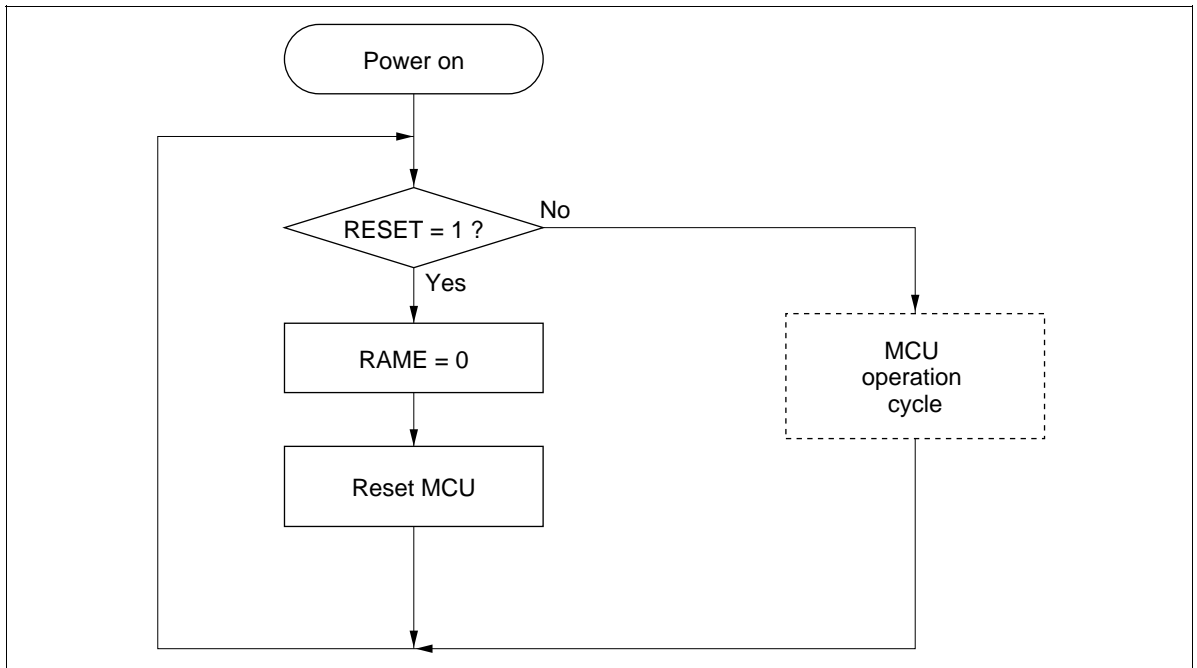 Power on
RESET = 1 ?
No
Yes
RAME = 0
MCU
operation
cycle
Reset MCU